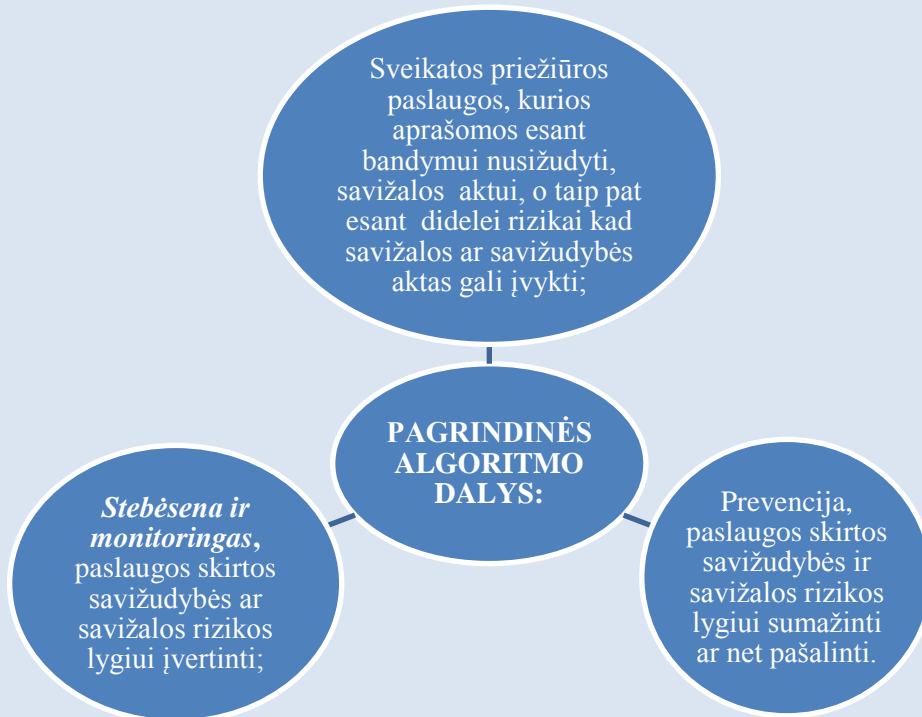 Sveikatos priežiūros
paslaugos, kurios
aprašomos esant
bandymui nusižudyti,
savižalos aktui, o taip pat
esant didelei rizikai kad
savižalos ar savižudybės
aktas gali įvykti;
PAGRINDINĖS
ALGORITMO
DALYS:
Stebėsena ir
monitoringas,
paslaugos skirtos
savižudybės ar
savižalos rizikos
lygiui įvertinti;
Prevencija,
paslaugos skirtos
savižudybės ir
savižalos rizikos
lygiui sumažinti
ar net pašalinti.